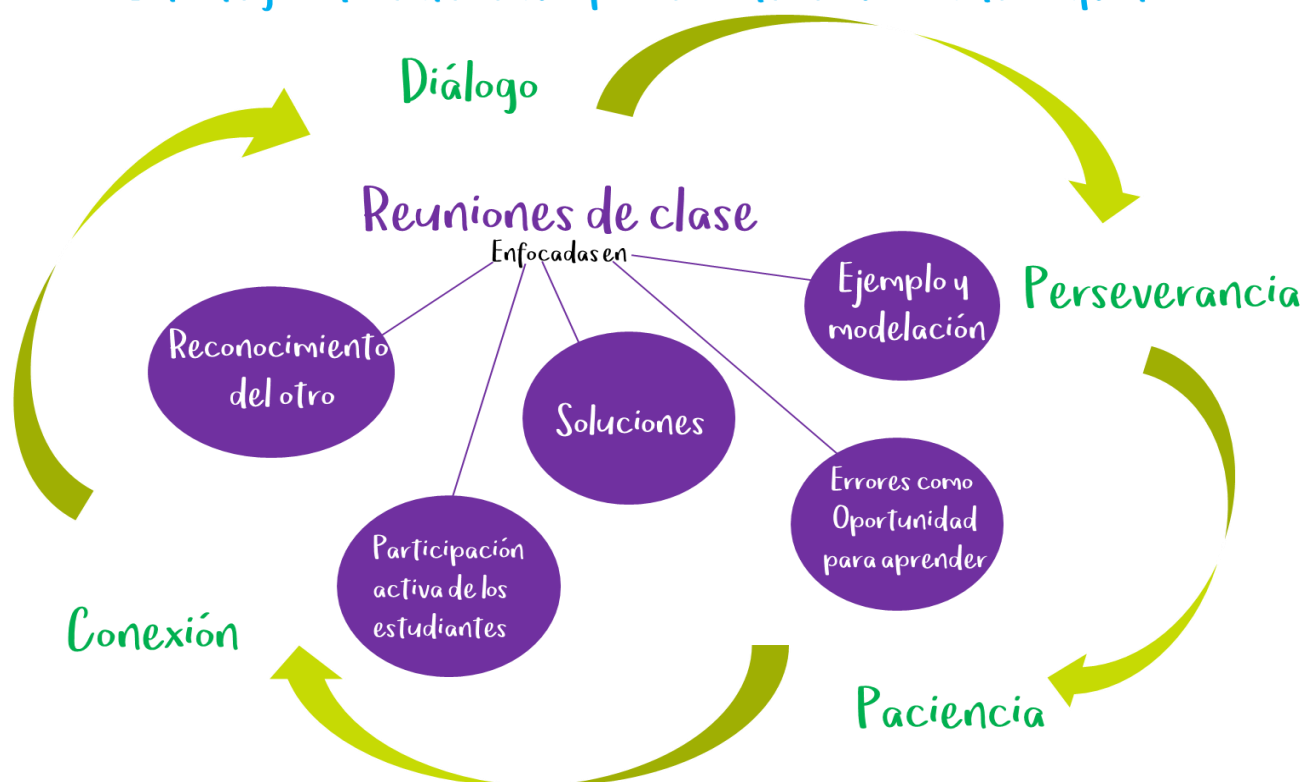 Diálogo
Reuniones de clase
Enfocadas en
Ejemplo y
modelación
Perseverancia
Reconocimiento
del otro
Soluciones
Errores como
Oportunidad
para aprender
Participación
activa de los
estudiantes
Conexión
Paciencia